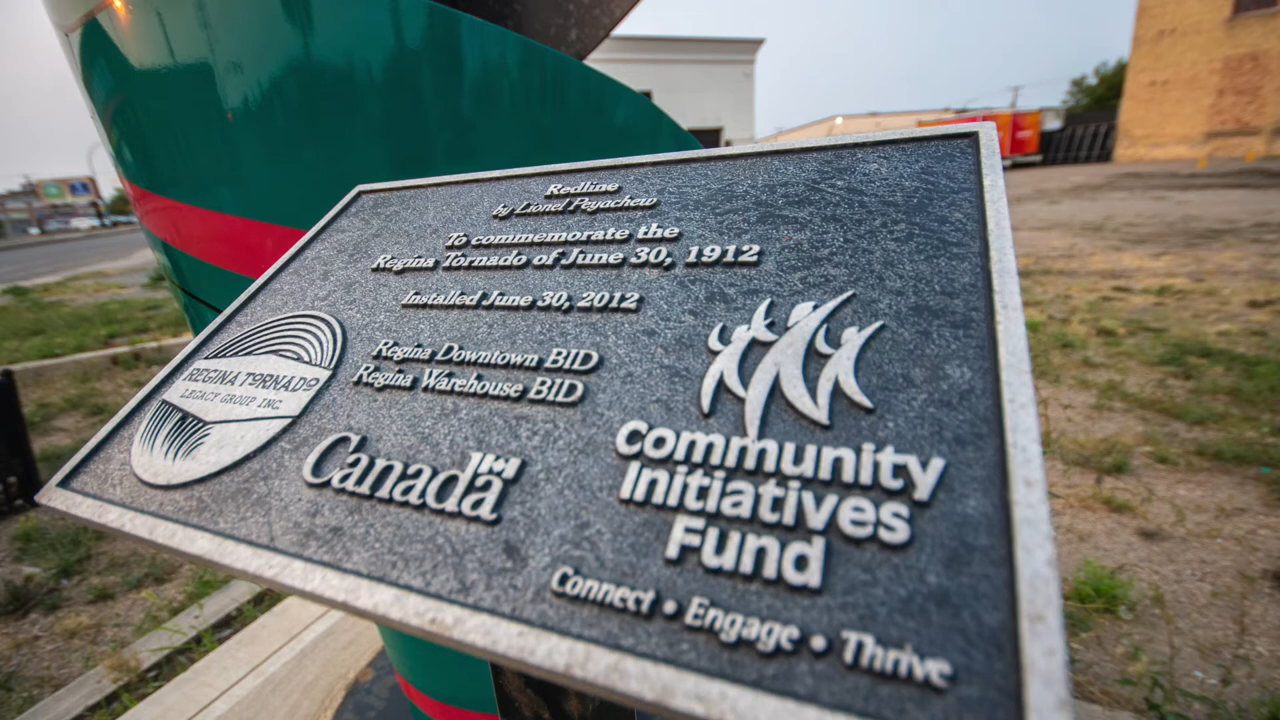 Redline
by Lionel Peyachew
To commemorate the
Regina Tornado of June 30, 1912
Installed June 30, 2012
Regina Downtown BID
Regina Warehouse BID
REGINA TORNADO
LEGACY GROUP INC.
Canada
Community
Initiatives
Fund
Connect • Engage • Thrive